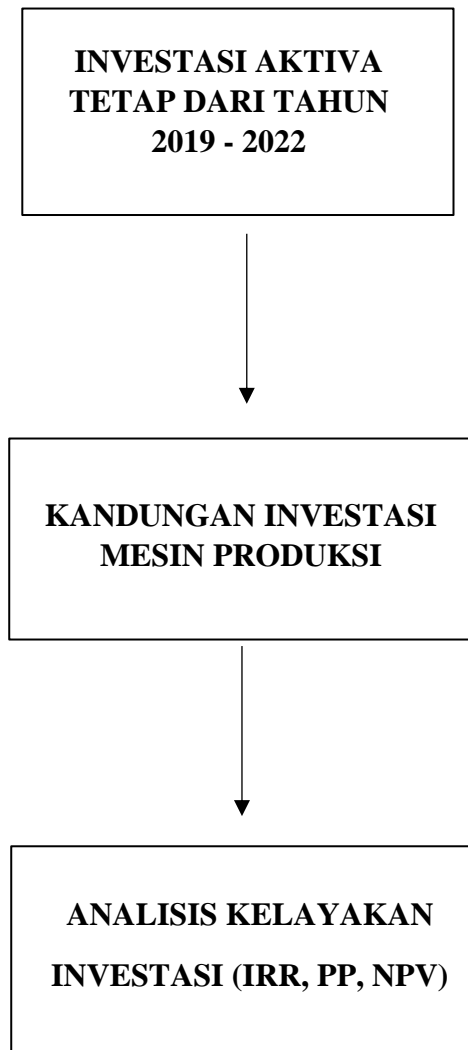 INVESTASI AKTIVA
TETAP DARI TAHUN
2019 - 2022
KANDUNGAN INVESTASI
MESIN PRODUKSI
ANALISIS KELAYAKAN
INVESTASI (IRR, PP, NPV)